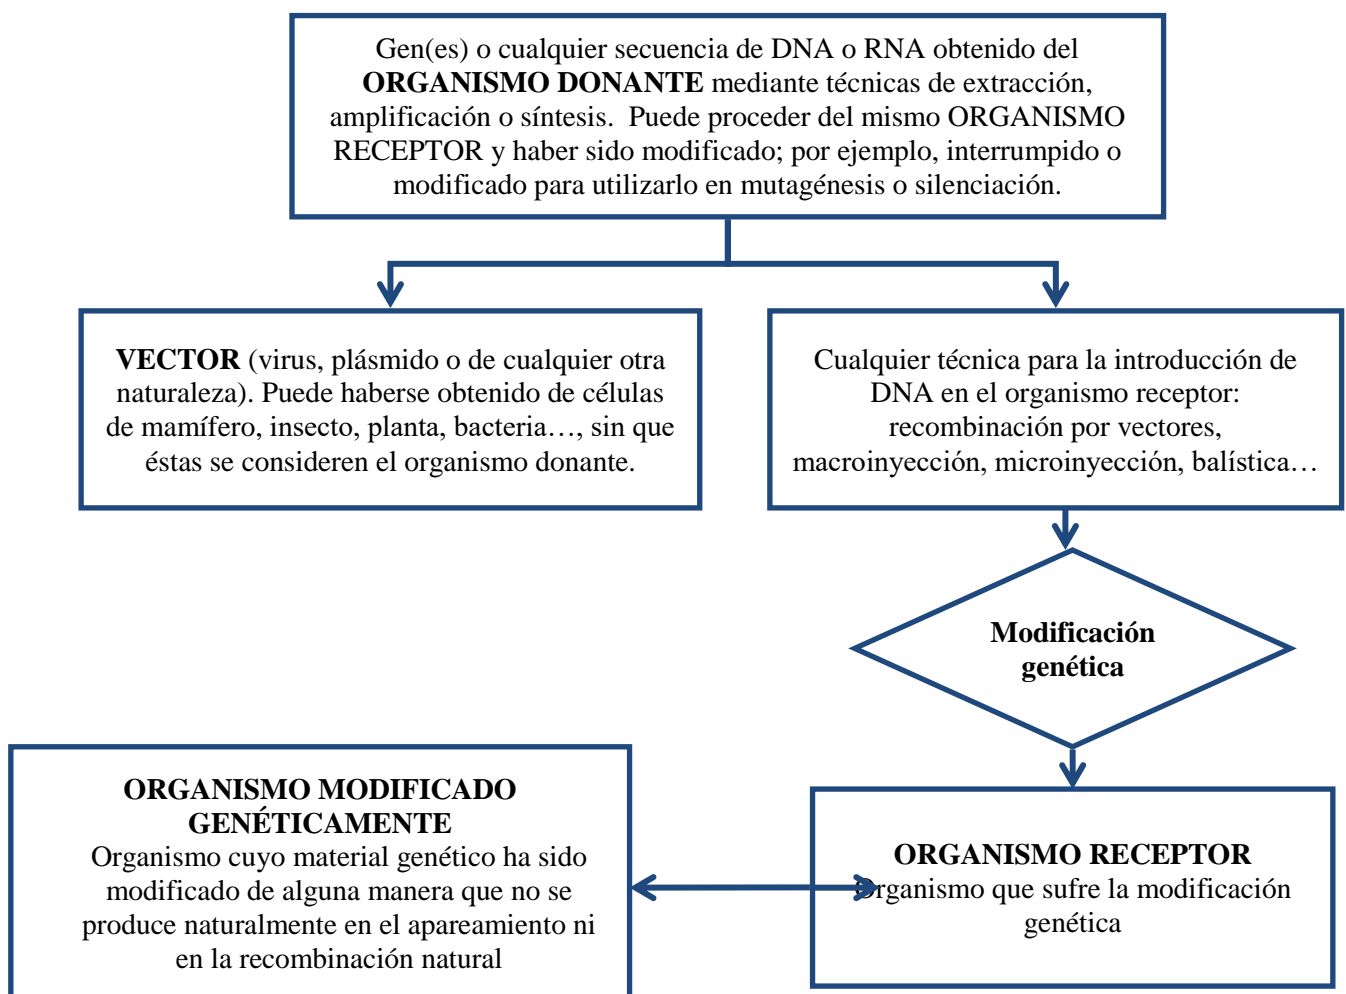 Gen(es) o cualquier secuencia de DNA o RNA obtenido del
ORGANISMO DONANTE mediante técnicas de extracción,
amplificación o síntesis. Puede proceder del mismo ORGANISMO
RECEPTOR y haber sido modificado; por ejemplo, interrumpido o
modificado para utilizarlo en mutagénesis o silenciación.
VECTOR (virus, plásmido o de cualquier otra
naturaleza). Puede haberse obtenido de células
de mamífero, insecto, planta, bacteria…, sin que
éstas se consideren el organismo donante.
Cualquier técnica para la introducción de
DNA en el organismo receptor:
recombinación por vectores,
macroinyección, microinyección, balística…
Modificación
genética
ORGANISMO MODIFICADO
GENÉTICAMENTE
Organismo cuyo material genético ha sido
modificado de alguna manera que no se
produce naturalmente en el apareamiento ni
en la recombinación natural
ORGANISMO RECEPTOR
Organismo que sufre la modificación
genética